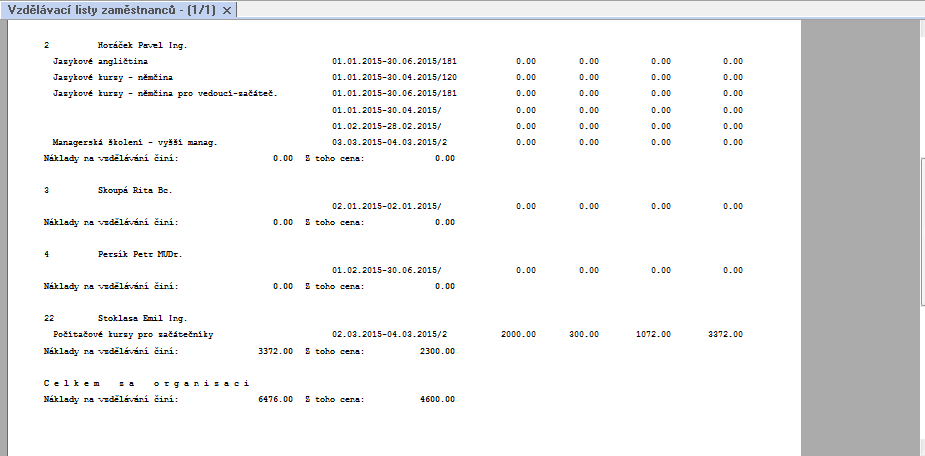 Vzdělávací listy zaměstnanců - (1/1) ×
2 Horáček Pavel Ing.
Jazykové angličtina 01.01.2015-30.06.2015/181 0.00 0.00 0.00 0.00
Jazykové kursy - němčina 01.01.2015-30.04.2015/120 0.00 0.00 0.00 0.00
Jazykové kursy - němčina pro vedoucí-začáteč. 01.01.2015-30.06.2015/181 0.00 0.00 0.00 0.00
01.01.2015-30.04.2015/ 0.00 0.00 0.00 0.00
01.02.2015-28.02.2015/ 0.00 0.00 0.00 0.00
Managerská školení - vyšší manag. 03.03.2015-04.03.2015/2 0.00 0.00 0.00 0.00
Náklady na vzdělávání činí: 0.00 Z toho cena: 0.00
3 Skoupá Rita Bc.
02.01.2015-02.01.2015/ 0.00 0.00 0.00 0.00
Náklady na vzdělávání činí: 0.00 Z toho cena: 0.00
4 Persík Petr MUDr.
01.02.2015-30.06.2015/ 0.00 0.00 0.00 0.00
Náklady na vzdělávání činí: 0.00 Z toho cena: 0.00
22 Stoklasa Emil Ing.
Počítačové kursy pro začátečníky 02.03.2015-04.03.2015/2 2000.00 300.00 1072.00 3372.00
Náklady na vzdělávání činí: 3372.00 Z toho cena: 2300.00
C e l k e m z a o r g a n i z a c i
Náklady na vzdělávání činí: 6476.00 Z toho cena: 4600.00